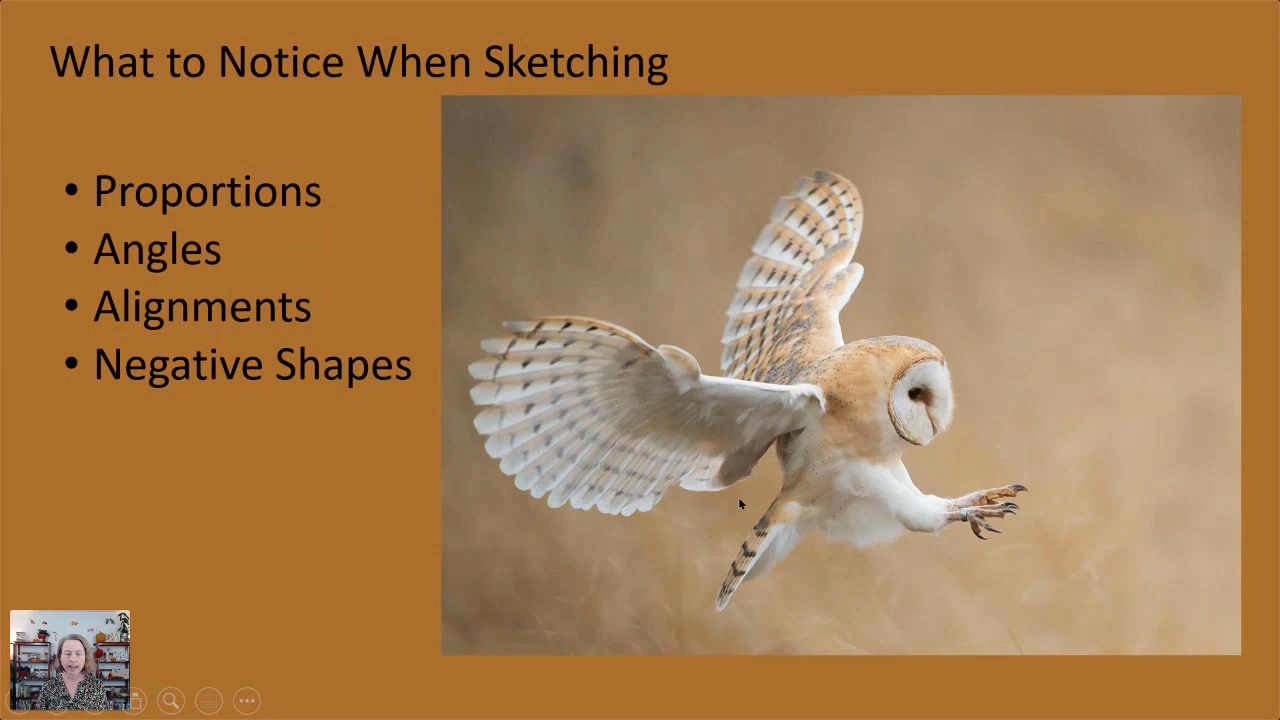 What to Notice When Sketching
• Proportions
• Angles
• Alignments
• Negative Shapes